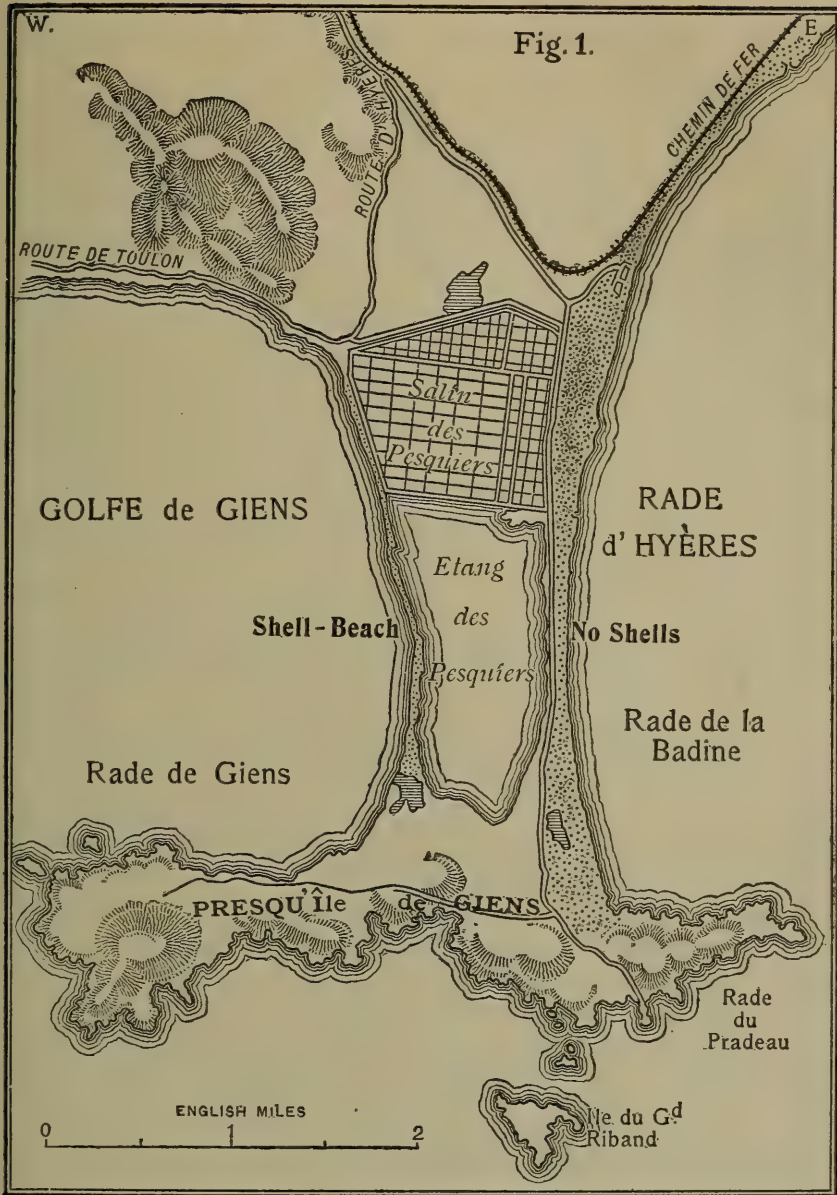 W.
Fig. 1.
E
ROUTE D'HYÈRES
CHEMIN DE FER
ROUTE DE TOULON
Salin
des
Pesquiers
GOLFE de GIENS
RADE
d'HYÈRES
Etang
des
Pesquiers
Shell-Beach
No Shells
Rade de la
Badine
Rade de Giens
PRESQU'Île de GIENS
Rade
du
Pradeau
ENGLISH MILES
0 1 2
Ile du Gd
Riband